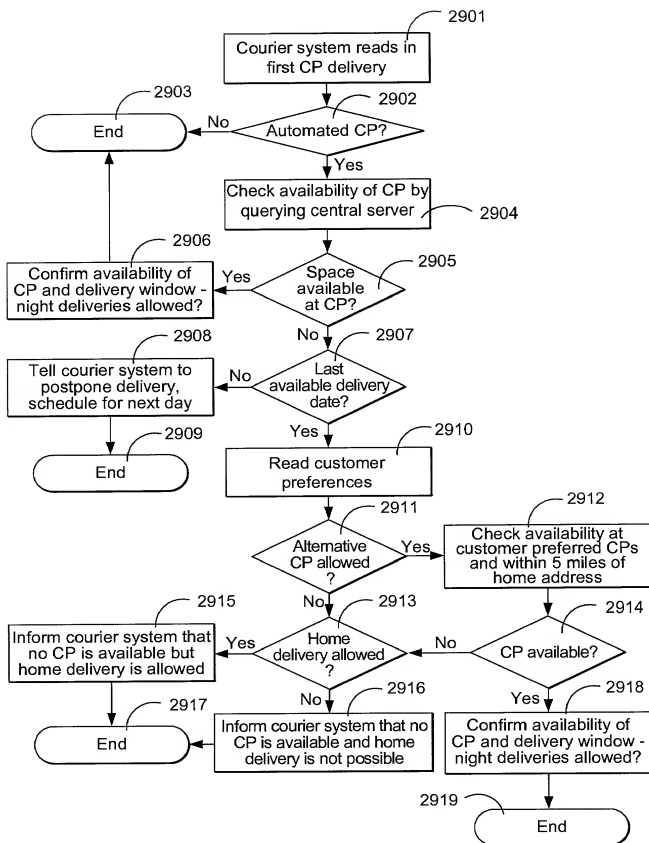 2901
Courier system reads in
first CP delivery
2903
2902
End
No
Automated CP?
Yes
Check availability of CP by
querying central server
2904
2906
2905
Confirm availability of
CP and delivery window -
night deliveries allowed?
Yes
Space
available
at CP?
No
2908
2907
Tell courier system to
postpone delivery,
schedule for next day
No
Last
available delivery
date?
2909
Yes
2910
End
Read customer
preferences
2911
2912
Alternative
CP allowed
?
Yes
Check availability at
customer preferred CPs
and within 5 miles of
home address
No
2915
2913
2914
Inform courier system that
no CP is available but
home delivery is allowed
Yes
Home
delivery allowed
?
No
CP available?
No
2916
Yes
2918
2917
End
Inform courier system that no
CP is available and home
delivery is not possible
Confirm availability of
CP and delivery window -
night deliveries allowed?
2919
End